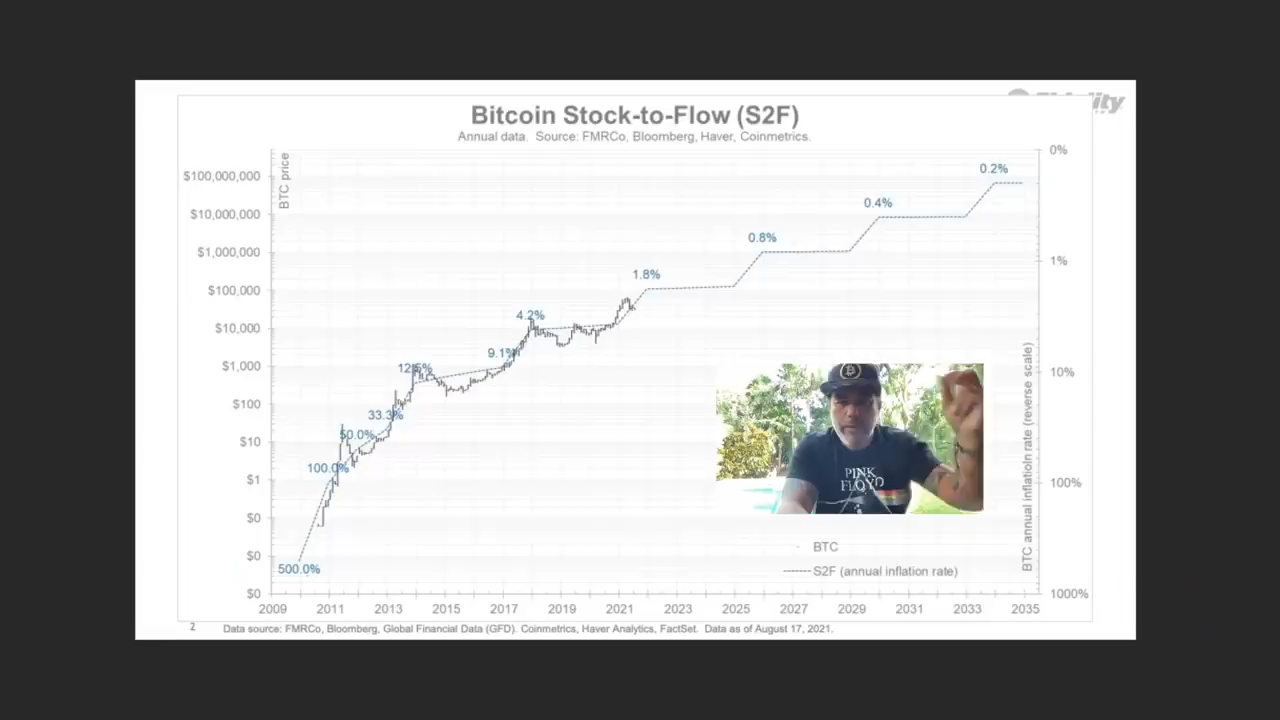 Bitcoin Stock-to-Flow (S2F)
Annual data. Source: FMRCo, Bloomberg, Haver, Coinmetrics.
BTC price
$100,000,000
$10,000,000
$1,000,000
$100,000
$10,000
$1,000
$100
$10
$1
$0
$0
$0
0%
1%
10%
100%
1000%
BTC annual inflatioin rate (reverse scale)
500.0%
100.0%
50.0%
33.3%
12.5%
9.1%
4.2%
1.8%
0.8%
0.4%
0.2%
PINK
FLOYD
BTC
S2F (annual inflation rate)
2009 2011 2013 2015 2017 2019 2021 2023 2025 2027 2029 2031 2033 2035
2 Data source: FMRCo, Bloomberg, Global Financial Data (GFD). Coinmetrics, Haver Analytics, FactSet. Data as of August 17, 2021.